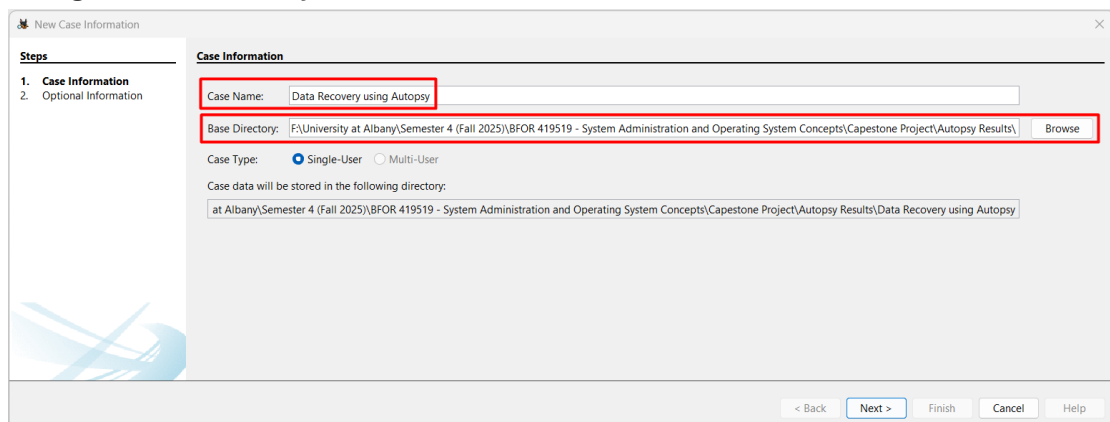 New Case Information
Steps
1. Case Information
2. Optional Information
Case Information
Case Name: Data Recovery using Autopsy
Base Directory: F:\University at Albany\Semester 4 (Fall 2025)\BFOR 419519 - System Administration and Operating System Concepts\Capestone Project\Autopsy Results\ Browse
Case Type: Single-User Multi-User
Case data will be stored in the following directory:
at Albany\Semester 4 (Fall 2025)\BFOR 419519 - System Administration and Operating System Concepts\Capestone Project\Autopsy Results\Data Recovery using Autopsy
< Back Next > Finish Cancel Help